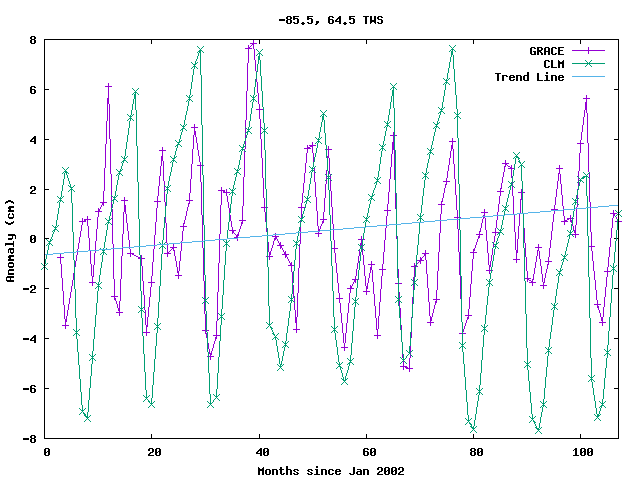 -85.5, 64.5 TWS
GRACE
CLM
Trend Line
8
6
4
2
0
-2
-4
-6
-8
Anomaly (cm)
0 20 40 60 80 100
Months since Jan 2002